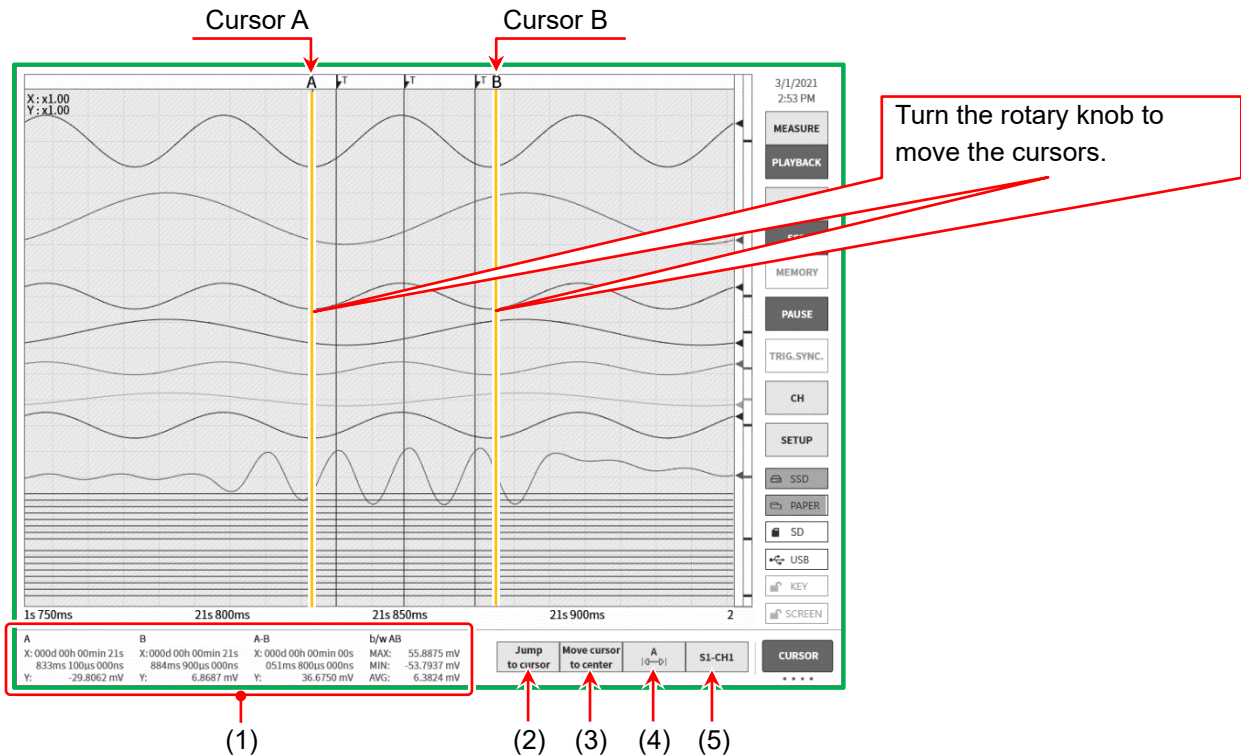 Cursor A
Cursor B
A
T
T
T
B
X: x1.00
Y: x1.00
3/1/2021
2:53 PM
MEASURE
PLAYBACK
Turn the rotary knob to
move the cursors.
MEMORY
PAUSE
TRIG.SYNC.
CH
SETUP
SSD
PAPER
SD
USB
KEY
SCREEN
1s 750ms
21s 800ms
21s 850ms
21s 900ms
2
A
X: 000d 00h 00min 21s
833ms 100µs 000ns
Y: -29.8062 mV
B
X: 000d 00h 00min 21s
884ms 900µs 000ns
Y: 6.8687 mV
A-B
X: 000d 00h 00min 00s
051ms 800µs 000ns
Y: 36.6750 mV
b/w AB
MAX: 55.8875 mV
MIN: -53.7937 mV
AVG: 6.3824 mV
Jump
to cursor
Move cursor
to center
A
S1-CH1
CURSOR
(1)
(2)
(3)
(4)
(5)